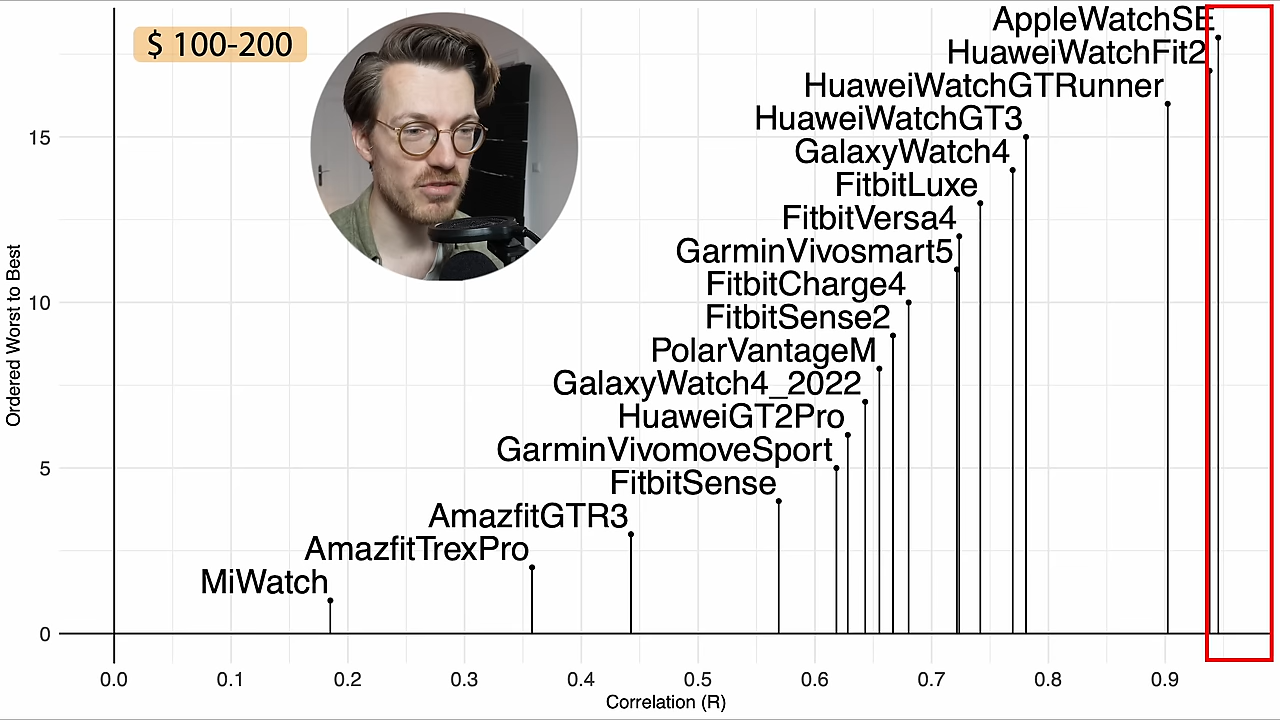 $ 100-200
AppleWatchSE
HuaweiWatchFit2
HuaweiWatchGTRunner
HuaweiWatchGT3
GalaxyWatch4
FitbitLuxe
FitbitVersa4
GarminVivosmart5
FitbitCharge4
FitbitSense2
PolarVantageM
GalaxyWatch4_2022
HuaweiGT2Pro
GarminVivomoveSport
FitbitSense
AmazfitGTR3
AmazfitTrexPro
MiWatch
Ordered Worst to Best
15
10
5
0
0.0 0.1 0.2 0.3 0.4 0.5 0.6 0.7 0.8 0.9
Correlation (R)